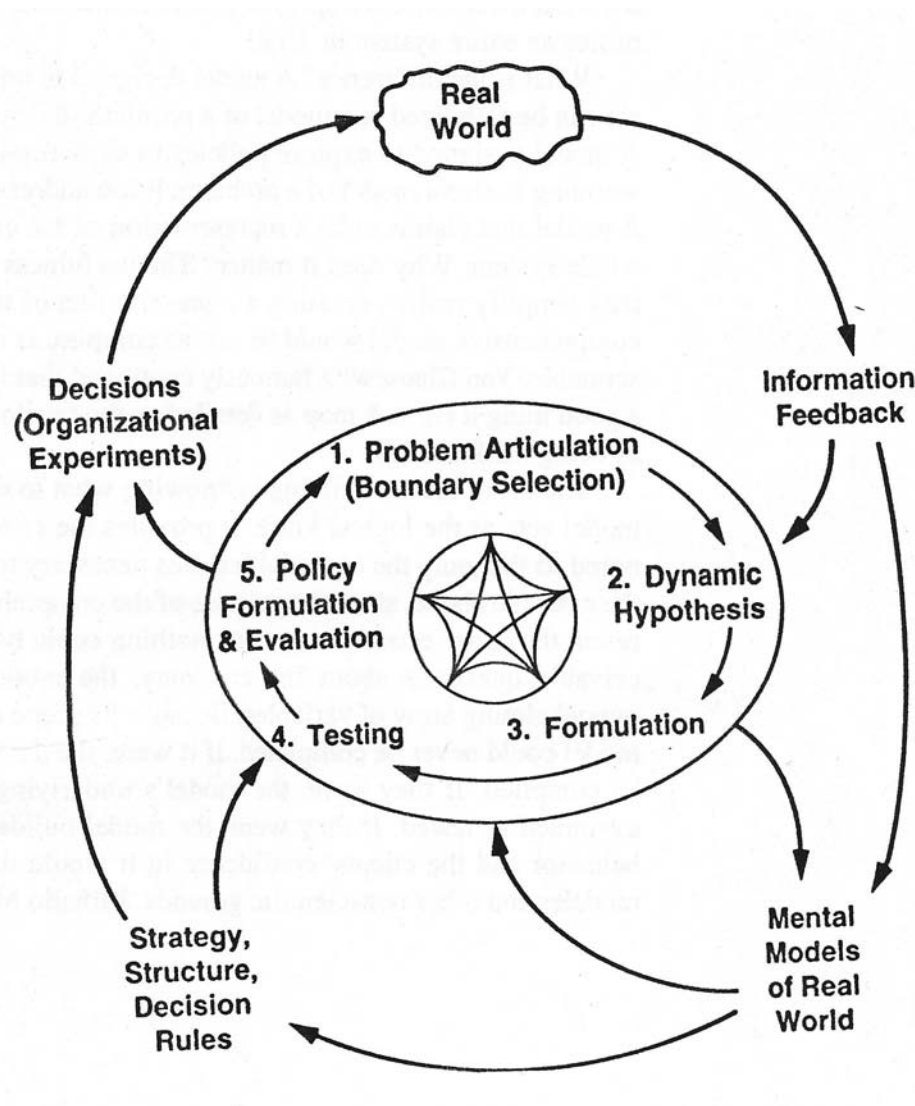 Real
World
Information
Feedback
Decisions
(Organizational
Experiments)
1. Problem Articulation
(Boundary Selection)
2. Dynamic
Hypothesis
3. Formulation
4. Testing
5. Policy
Formulation
& Evaluation
Mental
Models
of Real
World
Strategy,
Structure,
Decision
Rules